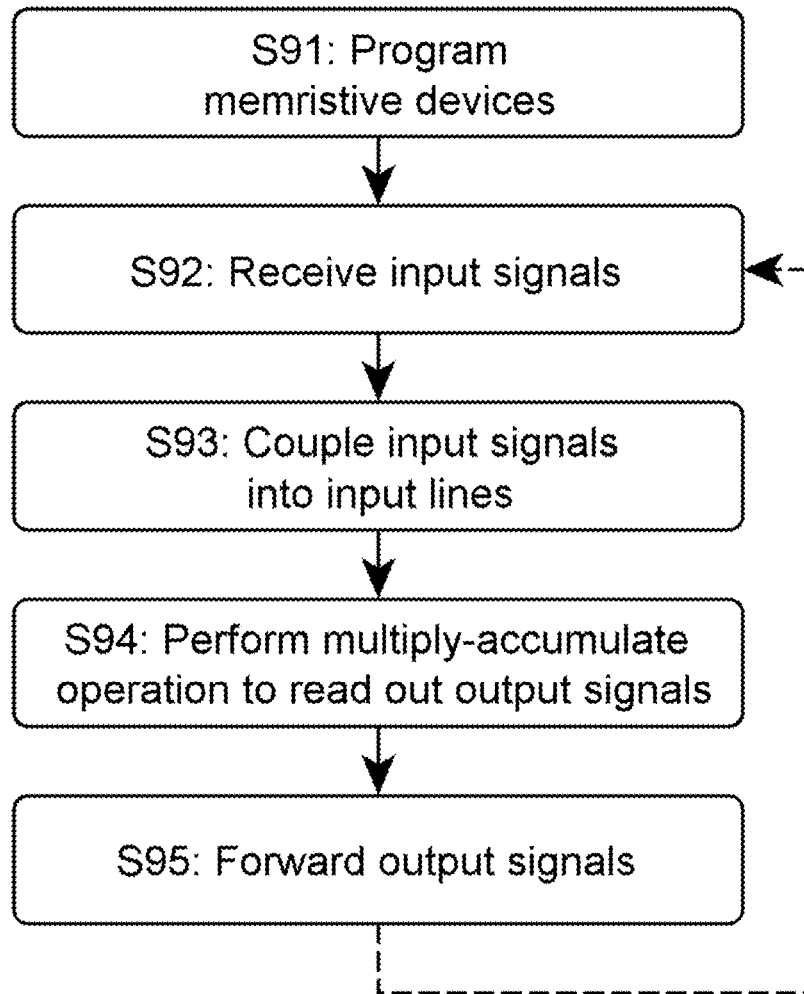 S91: Program
memristive devices
S92: Receive input signals
S93: Couple input signals
into input lines
S94: Perform multiply-accumulate
operation to read out output signals
S95: Forward output signals